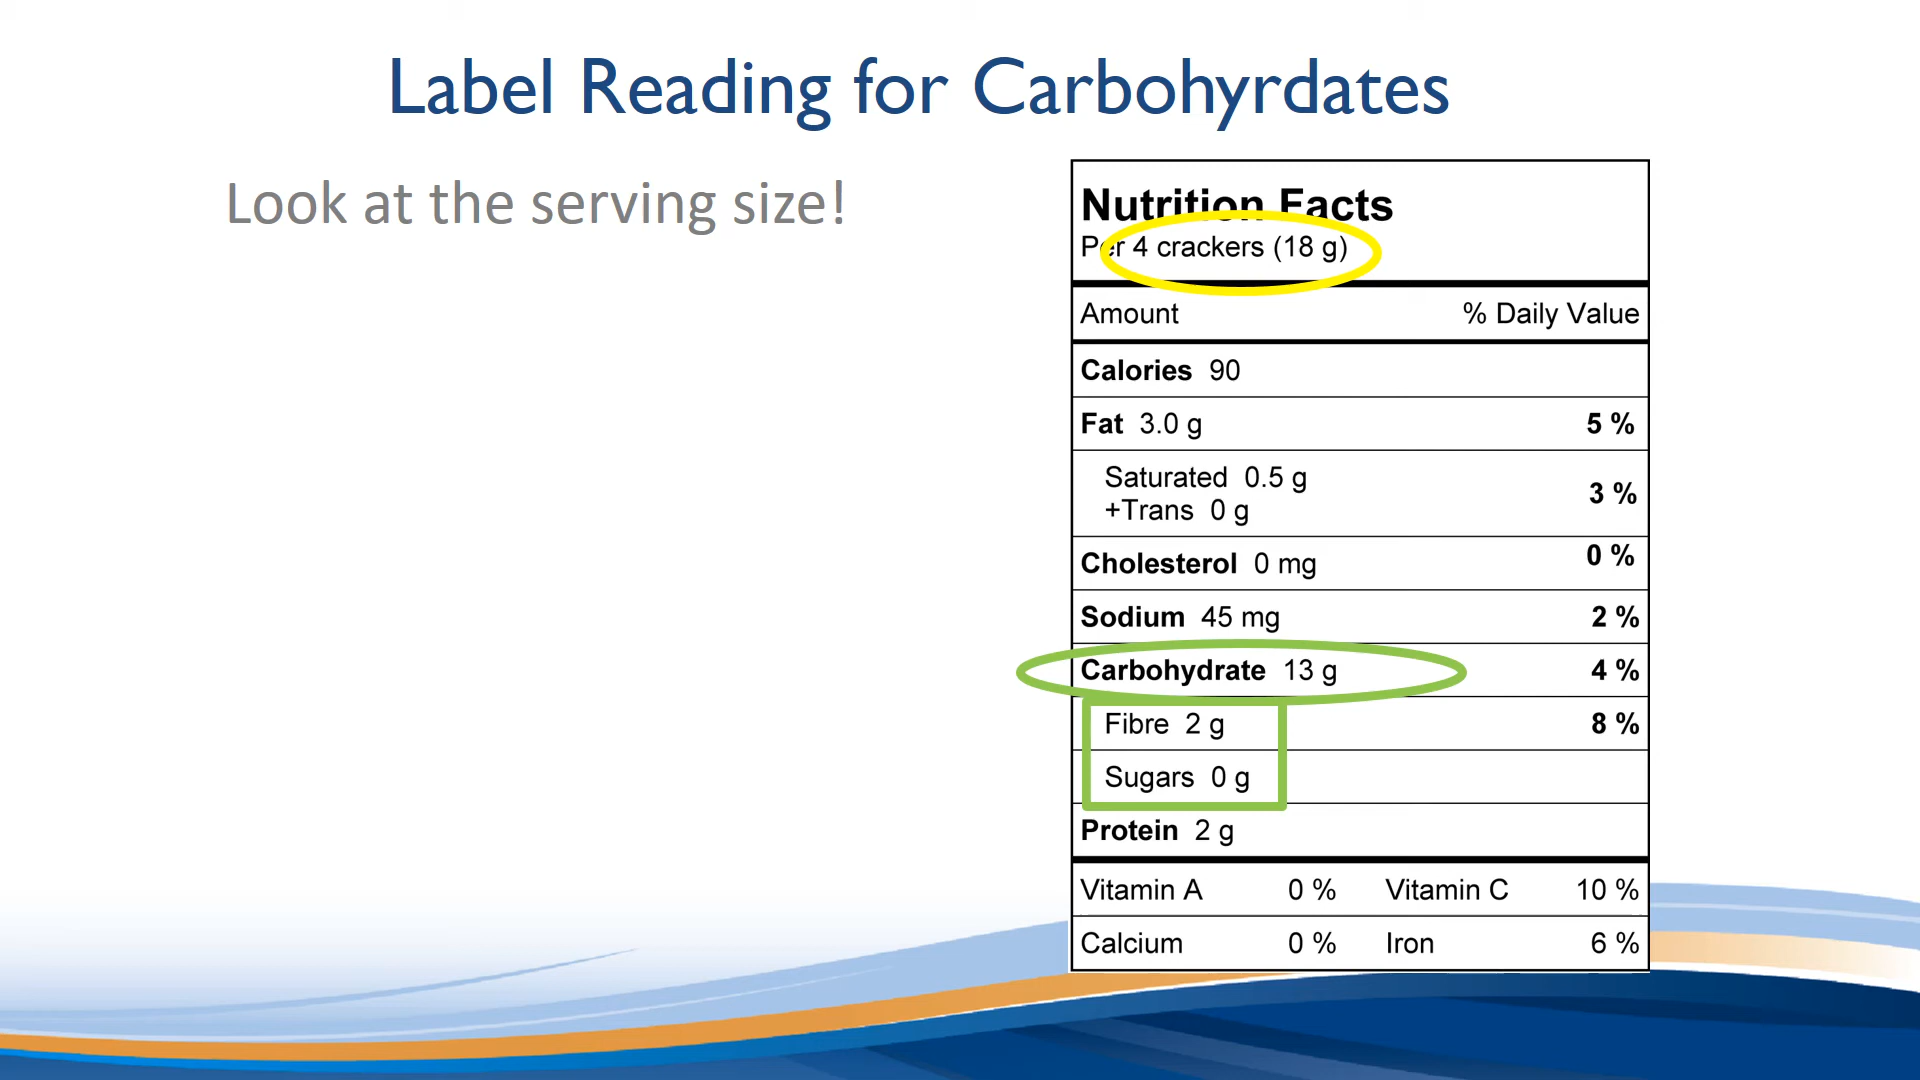 Label Reading for Carbohyrdates
Look at the serving size!
Nutrition Facts
Per 4 crackers (18 g)
Amount % Daily Value
Calories 90
Fat 3.0 g 5 %
Saturated 0.5 g
+Trans 0 g 3 %
Cholesterol 0 mg 0 %
Sodium 45 mg 2 %
Carbohydrate 13 g 4 %
Fibre 2 g 8 %
Sugars 0 g
Protein 2 g
Vitamin A 0 % Vitamin C 10 %
Calcium 0 % Iron 6 %